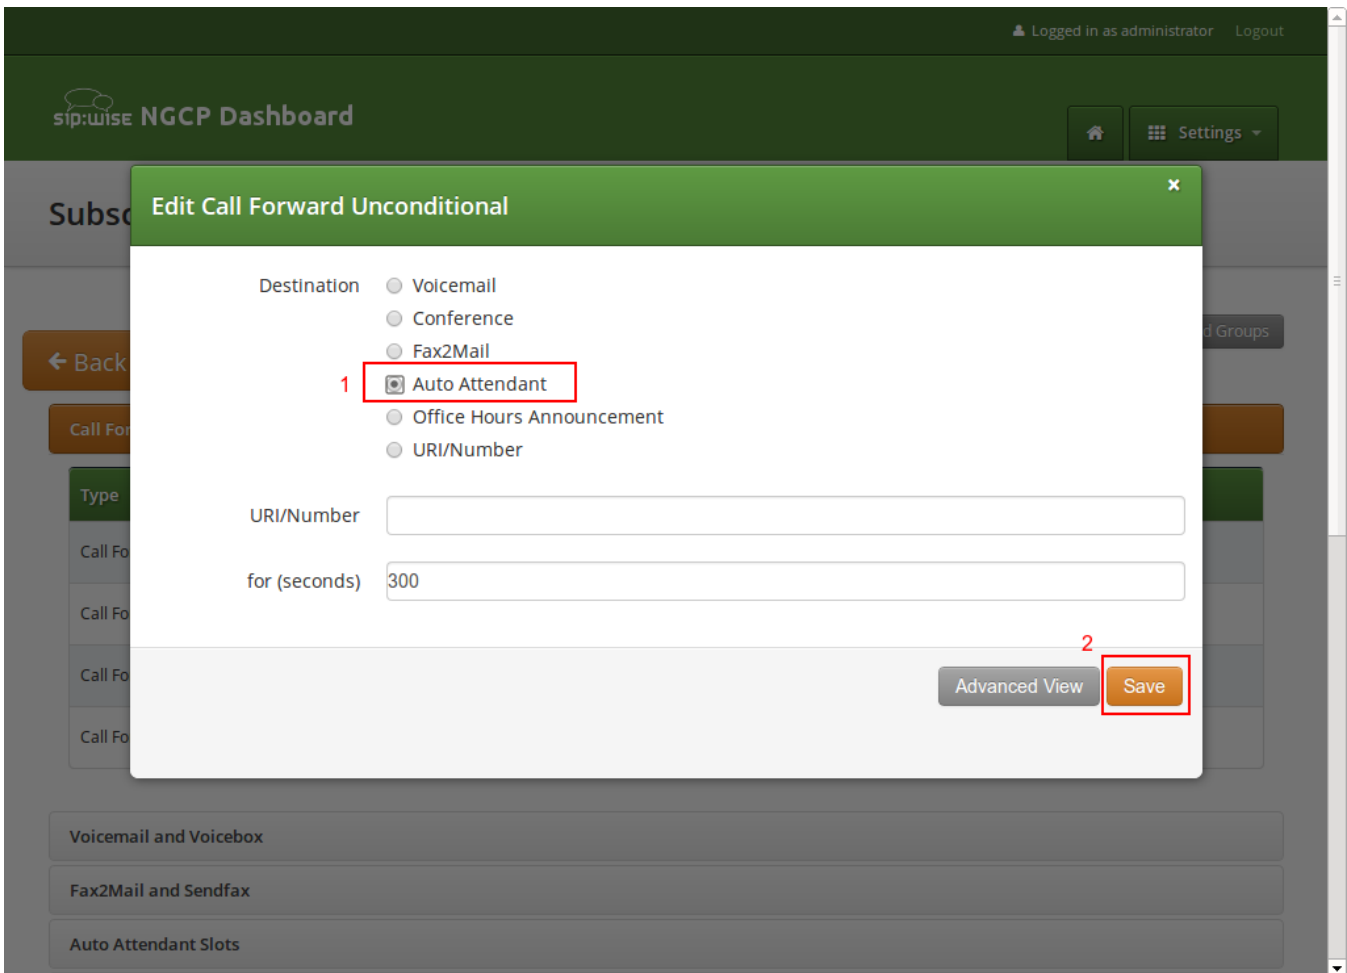 Logged in as administrator Logout
sip:wise NGCP Dashboard
Settings
Subsc
Edit Call Forward Unconditional
×
Destination
Voicemail
Conference
Fax2Mail
1
Auto Attendant
Office Hours Announcement
URI/Number
d Groups
Back
Call For
Type
URI/Number
Call Fo
for (seconds) 300
Call Fo
2
Call Fo
Advanced View Save
Call Fo
Voicemail and Voicebox
Fax2Mail and Sendfax
Auto Attendant Slots